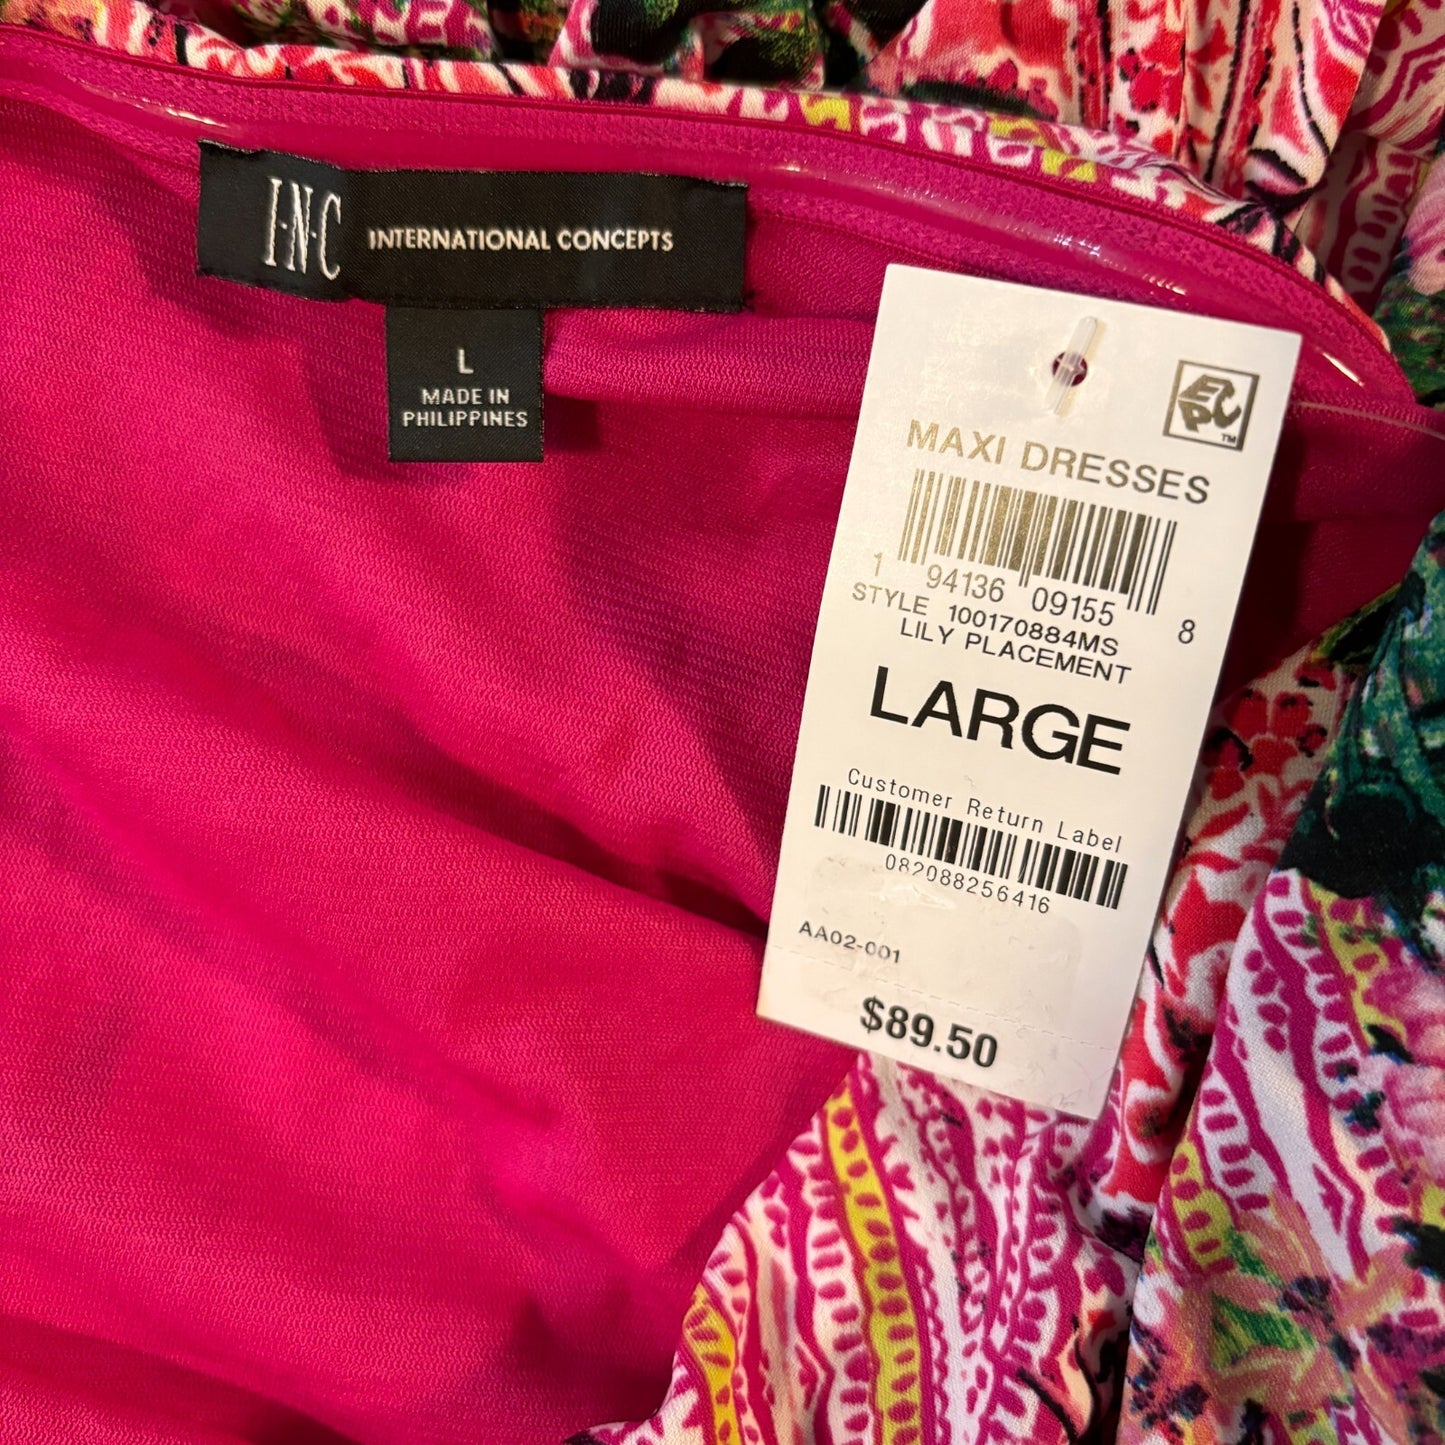 I·N·C INTERNATIONAL CONCEPTS
L
MADE IN
PHILIPPINES
EPC™
MAXI DRESSES
1 94136 09155 8
STYLE 100170884MS
LILY PLACEMENT
LARGE
Customer Return Label
082088256416
AA02-001
$89.50